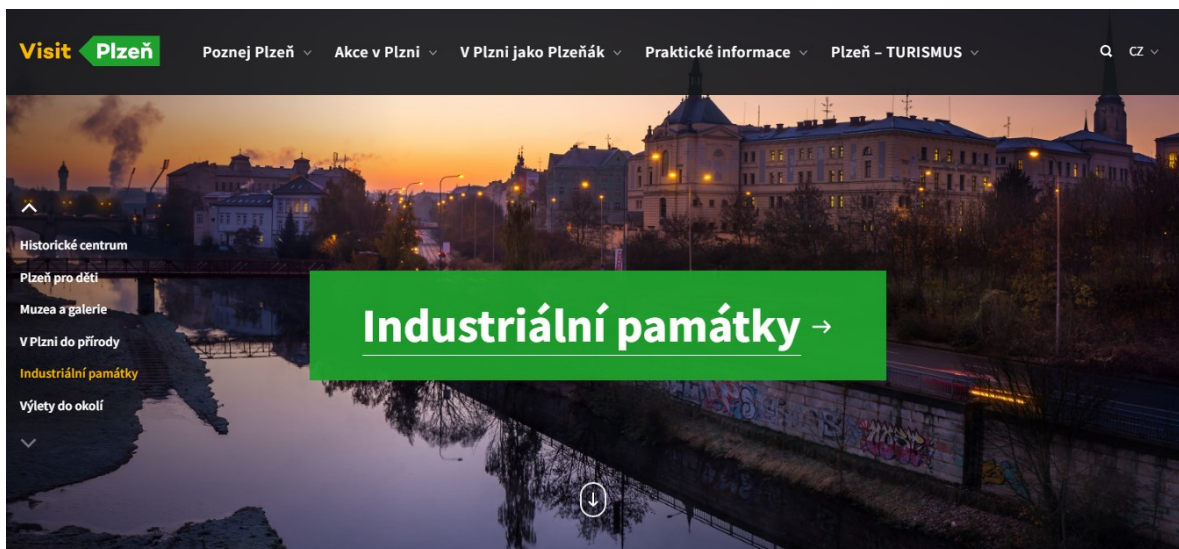 Visit Plzeň
Poznej Plzeň
Akce v Plzni
V Plzni jako Plzeňák
Praktické informace
Plzeň – TURISMUS
CZ
Historické centrum
Plzeň pro děti
Muzea a galerie
V Plzni do přírody
Industriální památky
Výlety do okolí
Industriální památky →